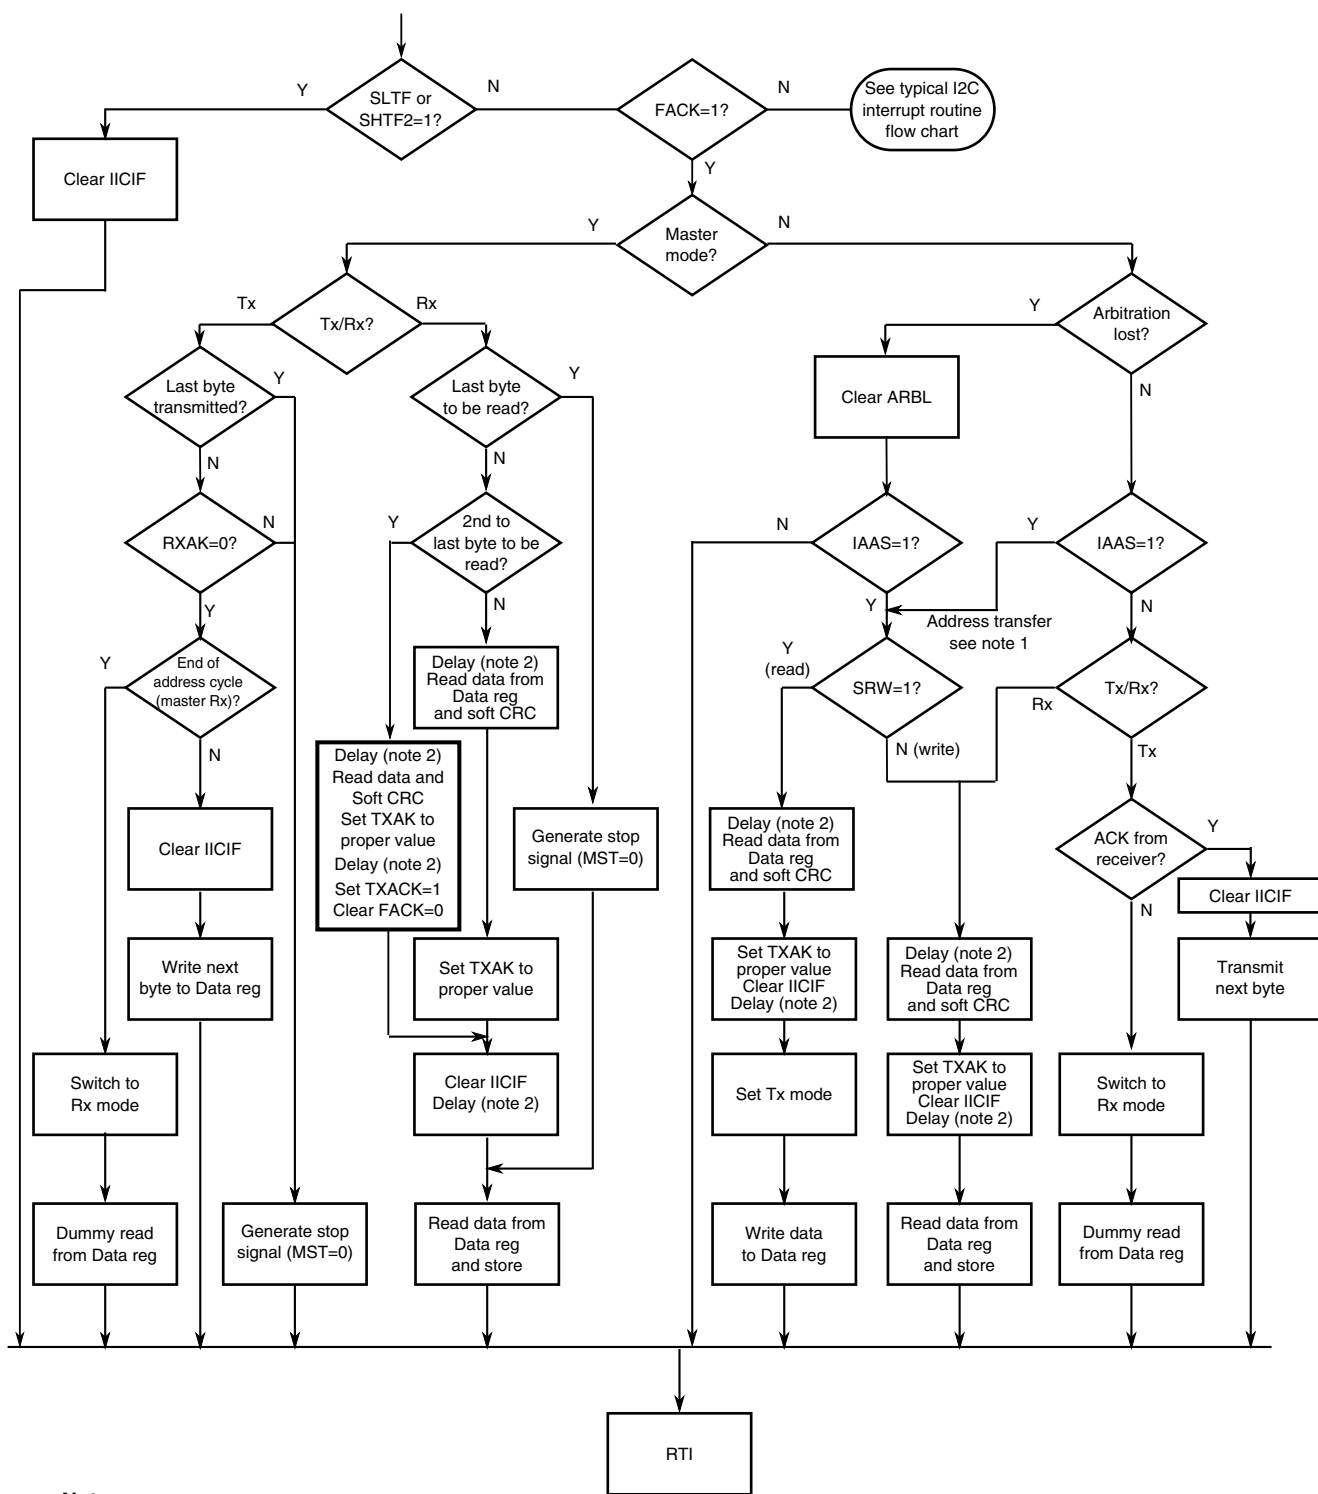 Y
SLTF or
SHTF2=1?
N
FACK=1?
N
See typical I2C
interrupt routine
flow chart
Y
Clear IICIF
Y
Master
mode?
N
Tx
Tx/Rx?
Rx
Y
Arbitration
lost?
N
Last byte
transmitted?
Y
N
Last byte
to be read?
Y
N
Clear ARBL
RXAK=0?
N
Y
Y
2nd to
last byte to be
read?
N
N
IAAS=1?
Y
Y
IAAS=1?
N
Address transfer
see note 1
Y
End of
address cycle
(master Rx)?
N
Delay (note 2)
Read data from
Data reg
and soft CRC
Y
(read)
SRW=1?
N (write)
Rx
Tx/Rx?
Tx
Delay (note 2)
Read data and
Soft CRC
Set TXAK to
proper value
Delay (note 2)
Set TXACK=1
Clear FACK=0
Clear IICIF
Generate stop
signal (MST=0)
Delay (note 2)
Read data from
Data reg
and soft CRC
ACK from
receiver?
Y
N
Clear IICIF
Write next
byte to Data reg
Set TXAK to
proper value
Set TXAK to
proper value
Clear IICIF
Delay (note 2)
Delay (note 2)
Read data from
Data reg
and soft CRC
Transmit
next byte
Switch to
Rx mode
Clear IICIF
Delay (note 2)
Set Tx mode
Set TXAK to
proper value
Clear IICIF
Delay (note 2)
Switch to
Rx mode
Dummy read
from Data reg
Generate stop
signal (MST=0)
Read data from
Data reg
and store
Write data
to Data reg
Read data from
Data reg
and store
Dummy read
from Data reg
RTI